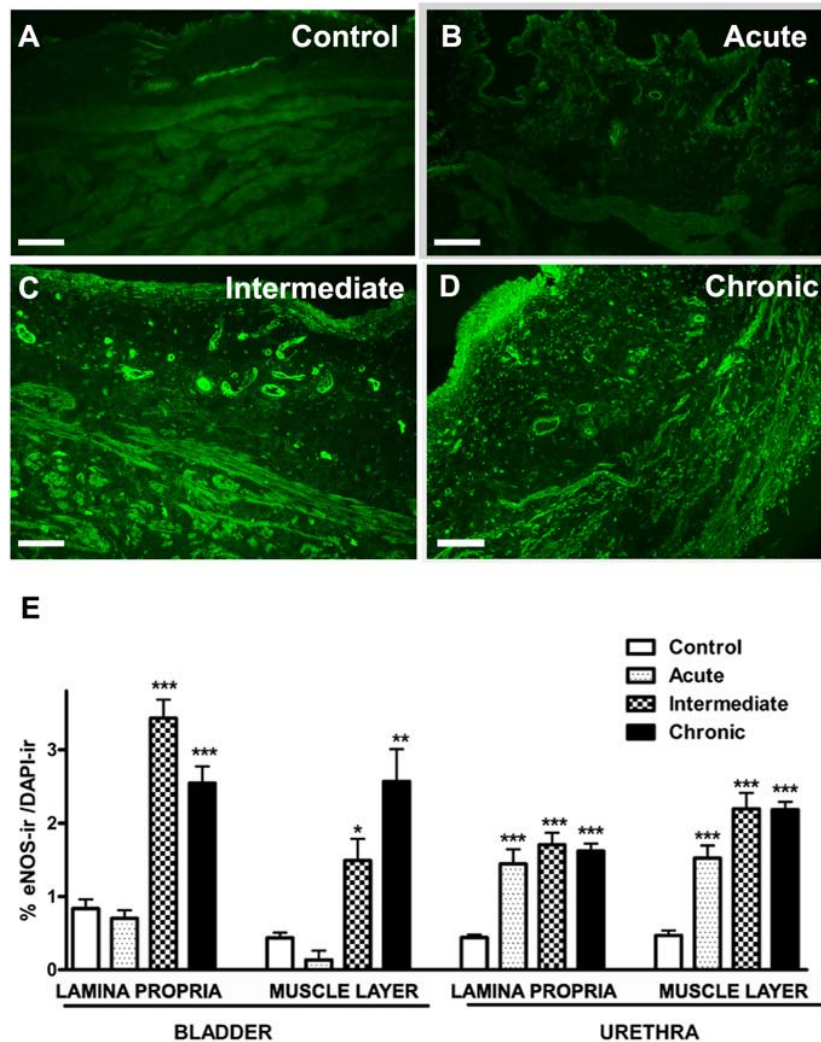 A Control
B Acute
C Intermediate
D Chronic
E
Control
Acute
Intermediate
Chronic
% eNOS-ir /DAPI-ir
3
2
1
0
***
***
*
**
***
***
***
***
***
***
LAMINA PROPRIA MUSCLE LAYER LAMINA PROPRIA MUSCLE LAYER
BLADDER URETHRA